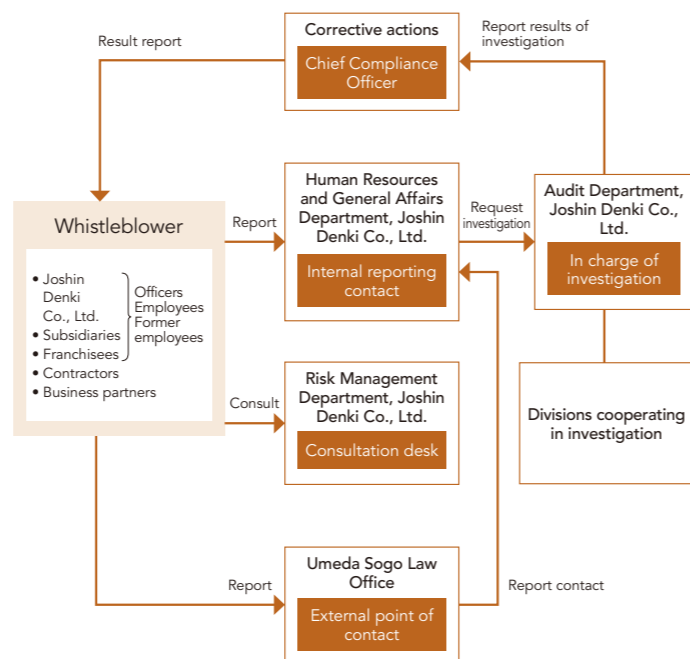 Corrective actions
Chief Compliance
Officer
Result report
Report results of
investigation
Whistleblower
• Joshin
Denki
Co., Ltd.
• Subsidiaries
• Franchisees
• Contractors
• Business partners
Officers
Employees
Former
employees
Report
Human Resources
and General Affairs
Department, Joshin
Denki Co., Ltd.
Internal reporting
contact
Request
investigation
Audit Department,
Joshin Denki Co.,
Ltd.
In charge of
investigation
Divisions cooperating
in investigation
Consult
Risk Management
Department, Joshin
Denki Co., Ltd.
Consultation desk
Report
Umeda Sogo Law
Office
External point of
contact
Report contact